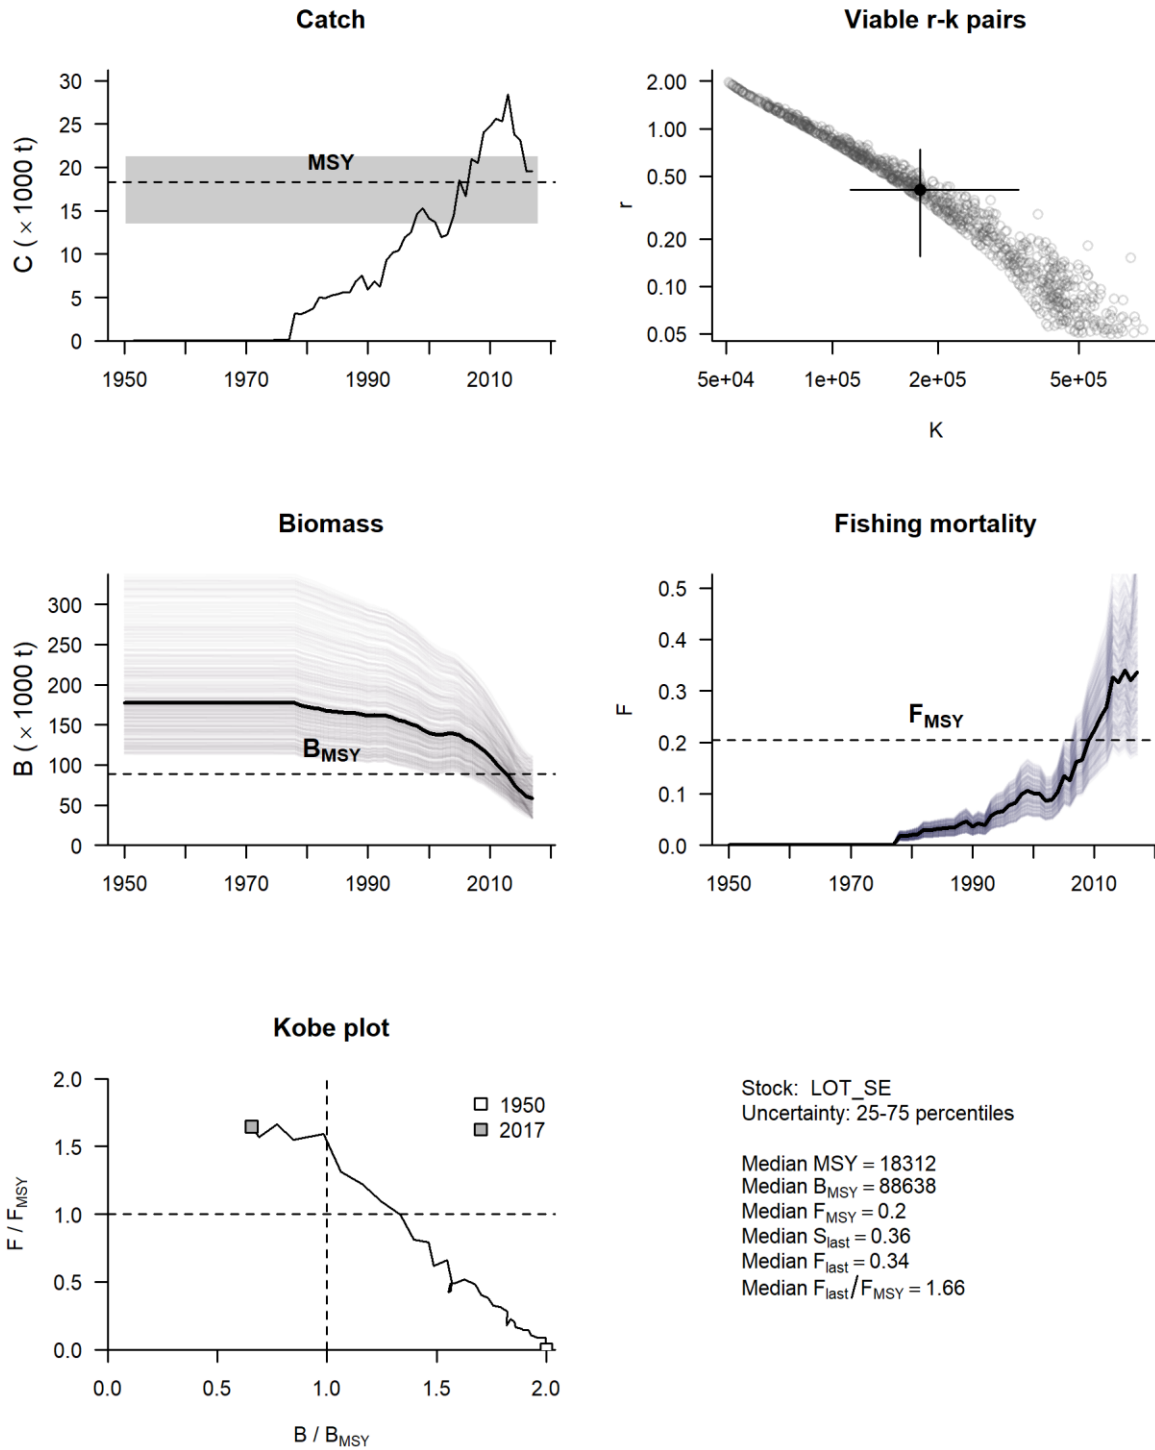 Catch
C ( × 1000 t)
30
25
20
15
10
5
0
MSY
1950
1970
1990
2010
Viable r-k pairs
r
2.00
1.00
0.50
0.20
0.10
0.05
5e+04
1e+05
2e+05
5e+05
K
Biomass
B ( × 1000 t)
300
250
200
150
100
50
0
BMSY
1950
1970
1990
2010
Fishing mortality
F
0.5
0.4
0.3
0.2
0.1
0.0
FMSY
1950
1970
1990
2010
Kobe plot
F / FMSY
2.0
1.5
1.0
0.5
0.0
1950
2017
0.0
0.5
1.0
1.5
2.0
B / BMSY
Stock: LOT_SE
Uncertainty: 25-75 percentiles
Median MSY = 18312
Median BMSY = 88638
Median FMSY = 0.2
Median Slast = 0.36
Median Flast = 0.34
Median Flast/FMSY = 1.66